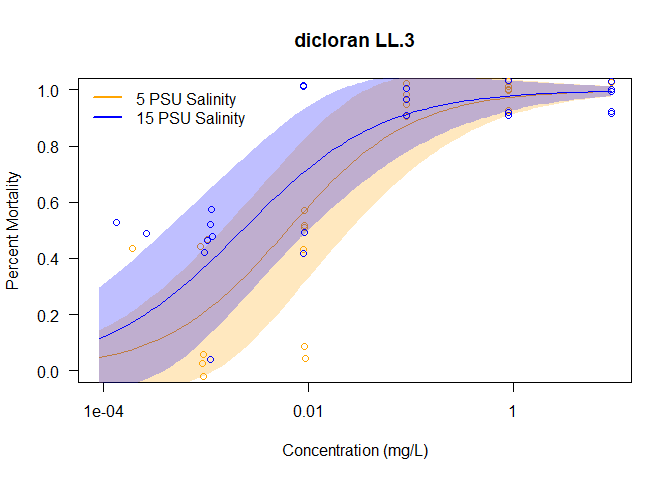 dicloran LL.3
5 PSU Salinity
15 PSU Salinity
Percent Mortality
1.0
0.8
0.6
0.4
0.2
0.0
1e-04
0.01
1
Concentration (mg/L)